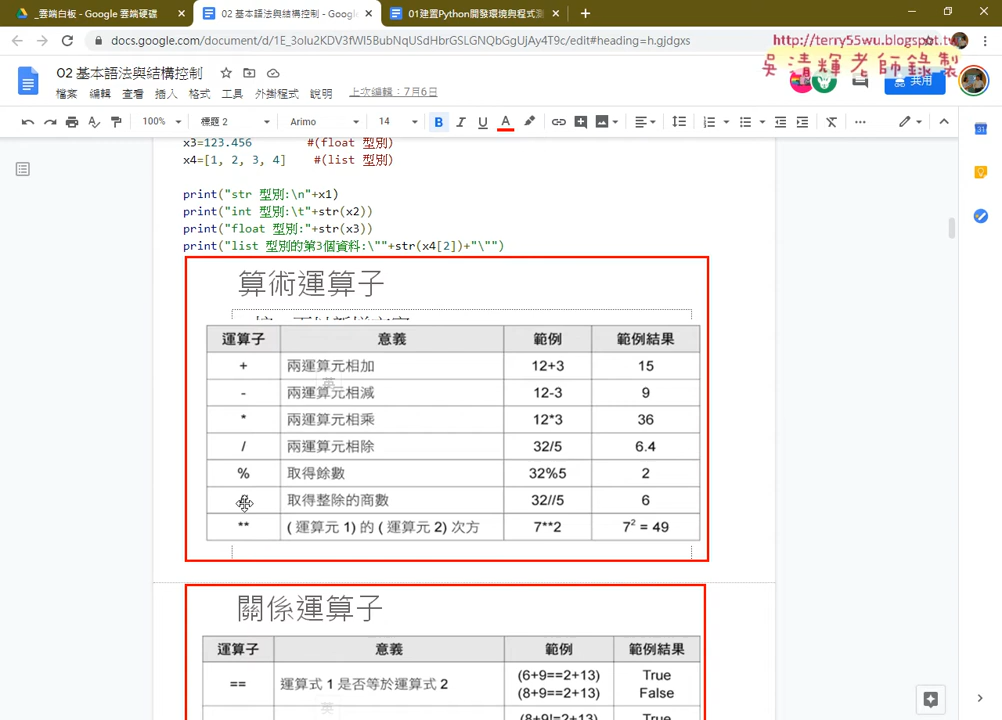 _雲端白板 - Google 雲端硬碟
02 基本語法與結構控制 - Googl
01建置Python開發環境與程式測
docs.google.com/document/d/1E_3olu2KDV3fWI5BubNqUSdHbrGSLGNQbGgUjAy4T9c/edit#heading=h.gjdgxs
http://terry55wu.blogspot.tw
吳清輝老師錄製
02 基本語法與結構控制
檔案 編輯 查看 插入 格式 工具 外掛程式 說明 上次編輯：7月6日
共用
100% 標題 2 Arimo 14 B I U A
x3=123.456 #(float 型別)
x4=[1, 2, 3, 4] #(list 型別)
print("str 型別:\n"+x1)
print("int 型別:\t"+str(x2))
print("float 型別:"+str(x3))
print("list 型別的第3個資料:\""+str(x4[2])+"\"")
算術運算子
運算子 意義 範例 範例結果
+ 兩運算元相加 12+3 15
- 兩運算元相減 12-3 9
* 兩運算元相乘 12*3 36
/ 兩運算元相除 32/5 6.4
% 取得餘數 32%5 2
取得整除的商數 32//5 6
** ( 運算元 1) 的 ( 運算元 2) 次方 7**2 7² = 49
關係運算子
運算子 意義 範例 範例結果
== 運算式 1 是否等於運算式 2 (6+9==2+13) True
(8+9==2+13) False
(8+9!=2+13) True